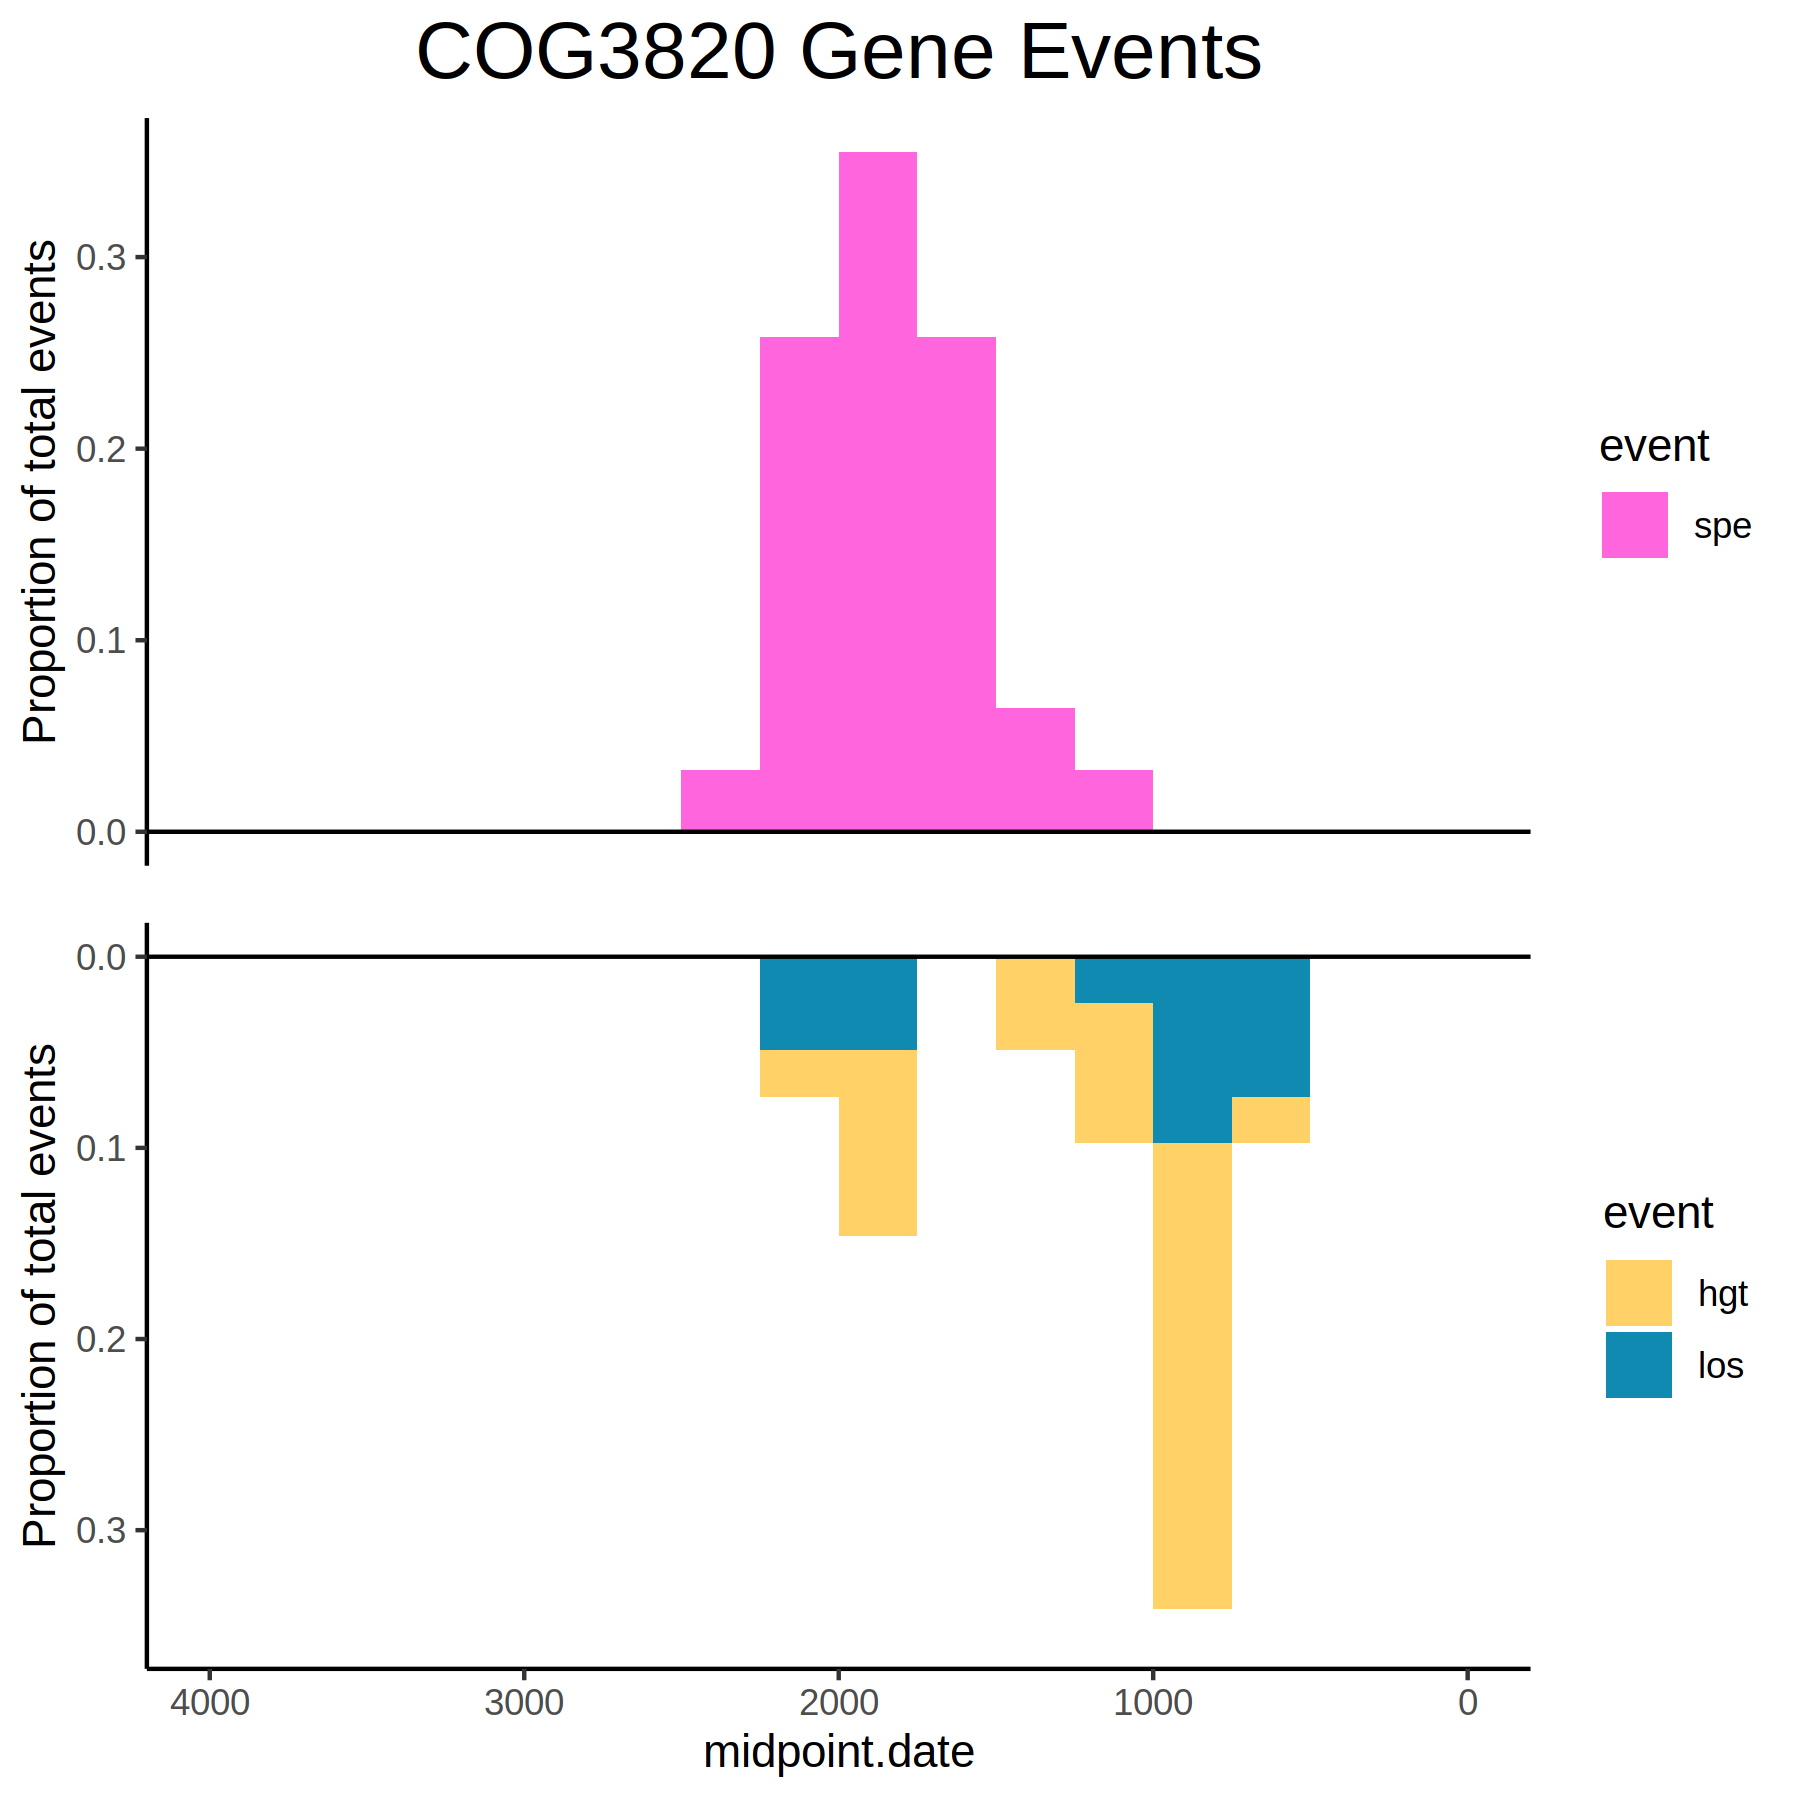 COG3820 Gene Events
Proportion of total events
0.3
0.2
0.1
0.0
event
spe
Proportion of total events
0.0
0.1
0.2
0.3
event
hgt
los
4000 3000 2000 1000 0
midpoint.date